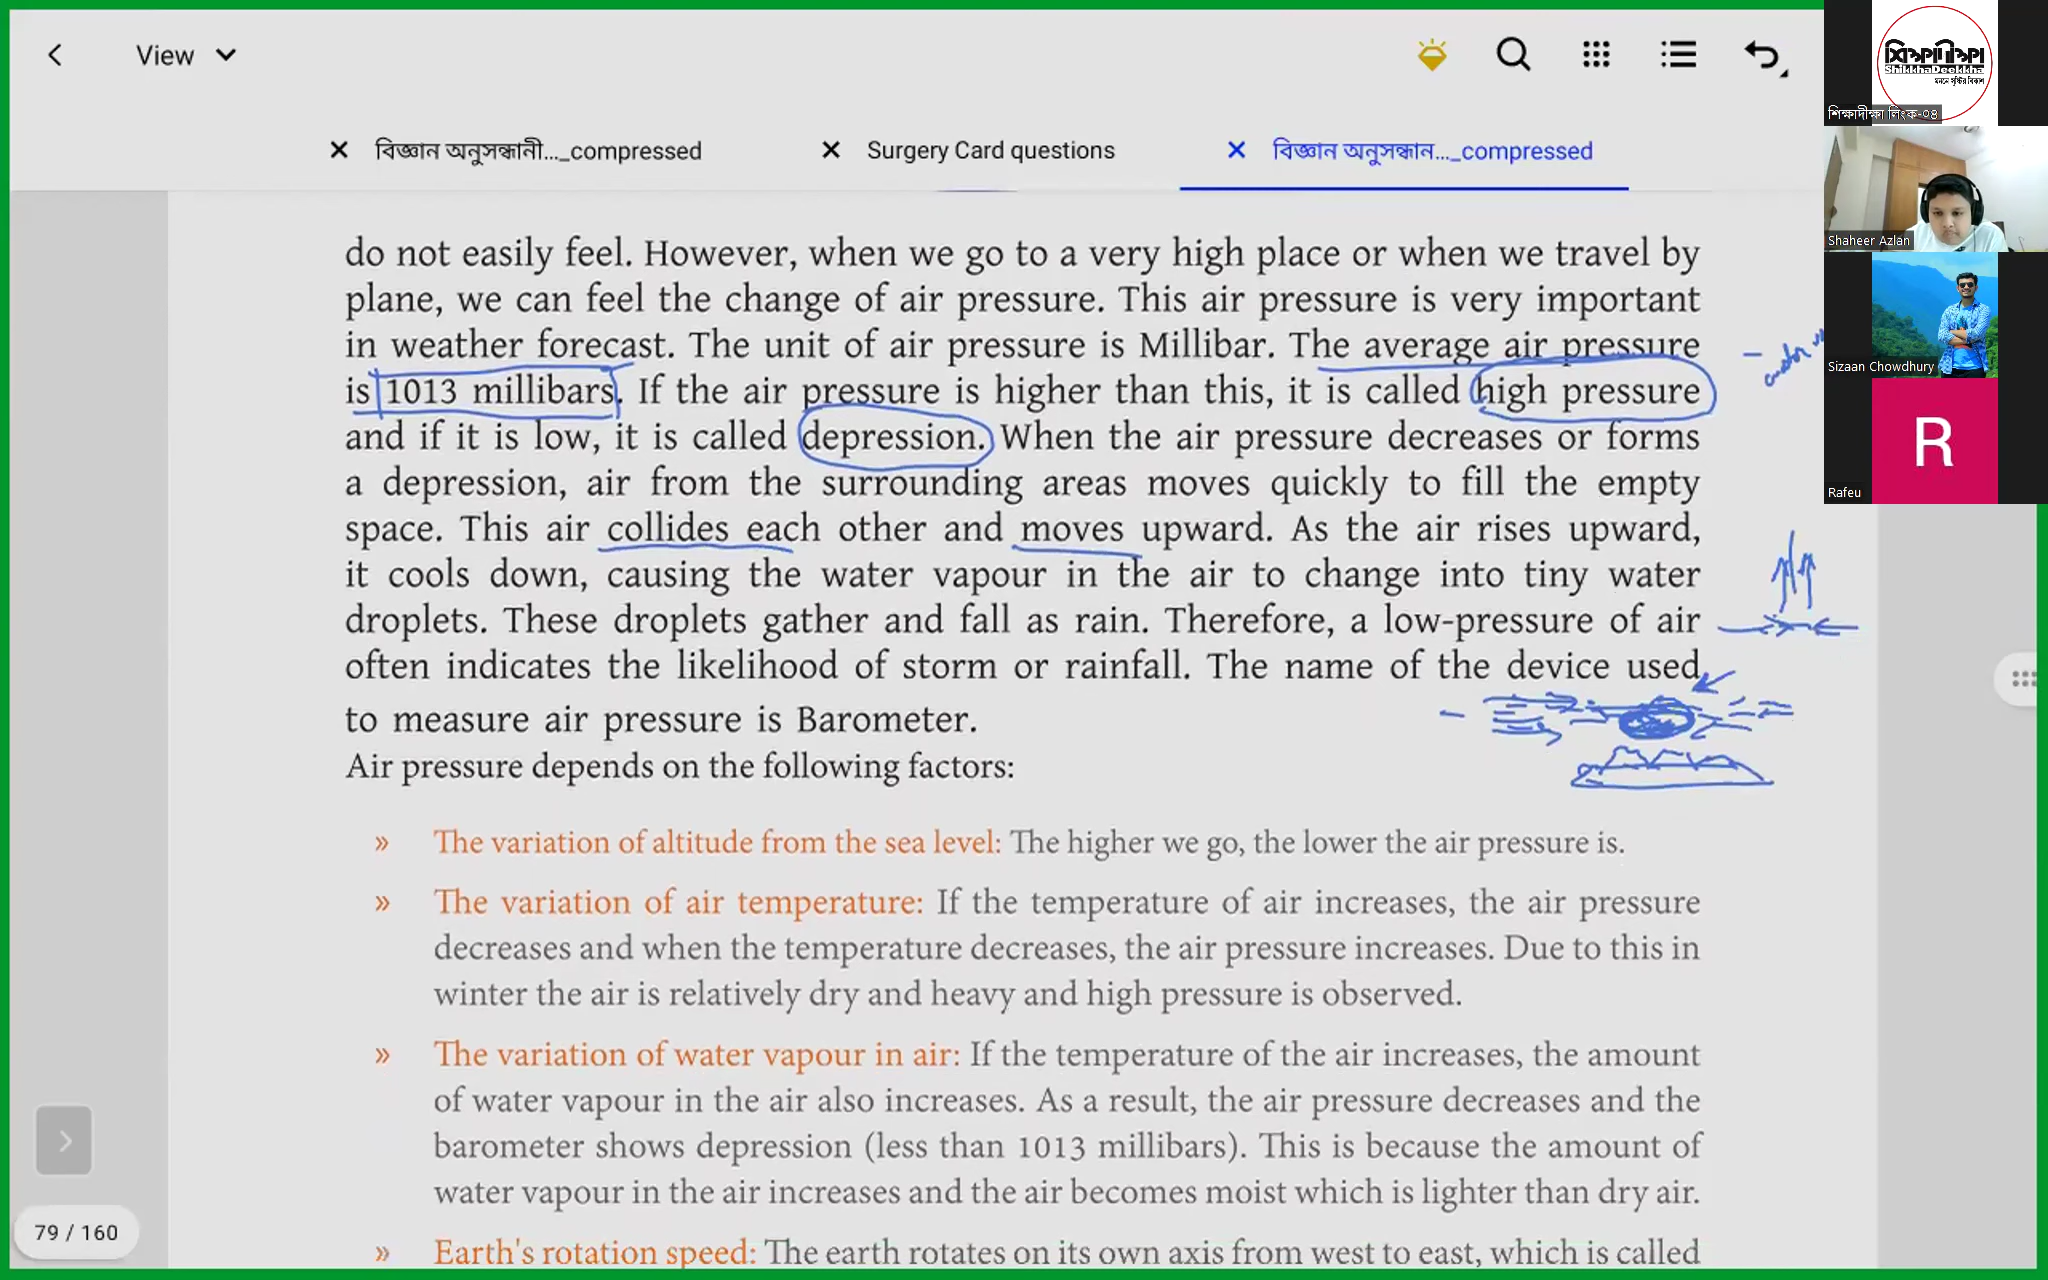 View
শিক্ষাদীক্ষা
ShikkhaDeekkha
শিক্ষাদীক্ষা লিংক-০৪
বিজ্ঞান অনুসন্ধানী..._compressed
Surgery Card questions
বিজ্ঞান অনুসন্ধান..._compressed
Shaheer Azlan
do not easily feel. However, when we go to a very high place or when we travel by
plane, we can feel the change of air pressure. This air pressure is very important
in weather forecast. The unit of air pressure is Millibar. The average air pressure
is 1013 millibars. If the air pressure is higher than this, it is called high pressure
and if it is low, it is called depression. When the air pressure decreases or forms
a depression, air from the surrounding areas moves quickly to fill the empty
space. This air collides each other and moves upward. As the air rises upward,
it cools down, causing the water vapour in the air to change into tiny water
droplets. These droplets gather and fall as rain. Therefore, a low-pressure of air
often indicates the likelihood of storm or rainfall. The name of the device used
to measure air pressure is Barometer.
Air pressure depends on the following factors:
» The variation of altitude from the sea level: The higher we go, the lower the air pressure is.
» The variation of air temperature: If the temperature of air increases, the air pressure
decreases and when the temperature decreases, the air pressure increases. Due to this in
winter the air is relatively dry and heavy and high pressure is observed.
» The variation of water vapour in air: If the temperature of the air increases, the amount
of water vapour in the air also increases. As a result, the air pressure decreases and the
barometer shows depression (less than 1013 millibars). This is because the amount of
water vapour in the air increases and the air becomes moist which is lighter than dry air.
» Earth's rotation speed: The earth rotates on its own axis from west to east, which is called
Sizaan Chowdhury
R
Rafeu
79 / 160